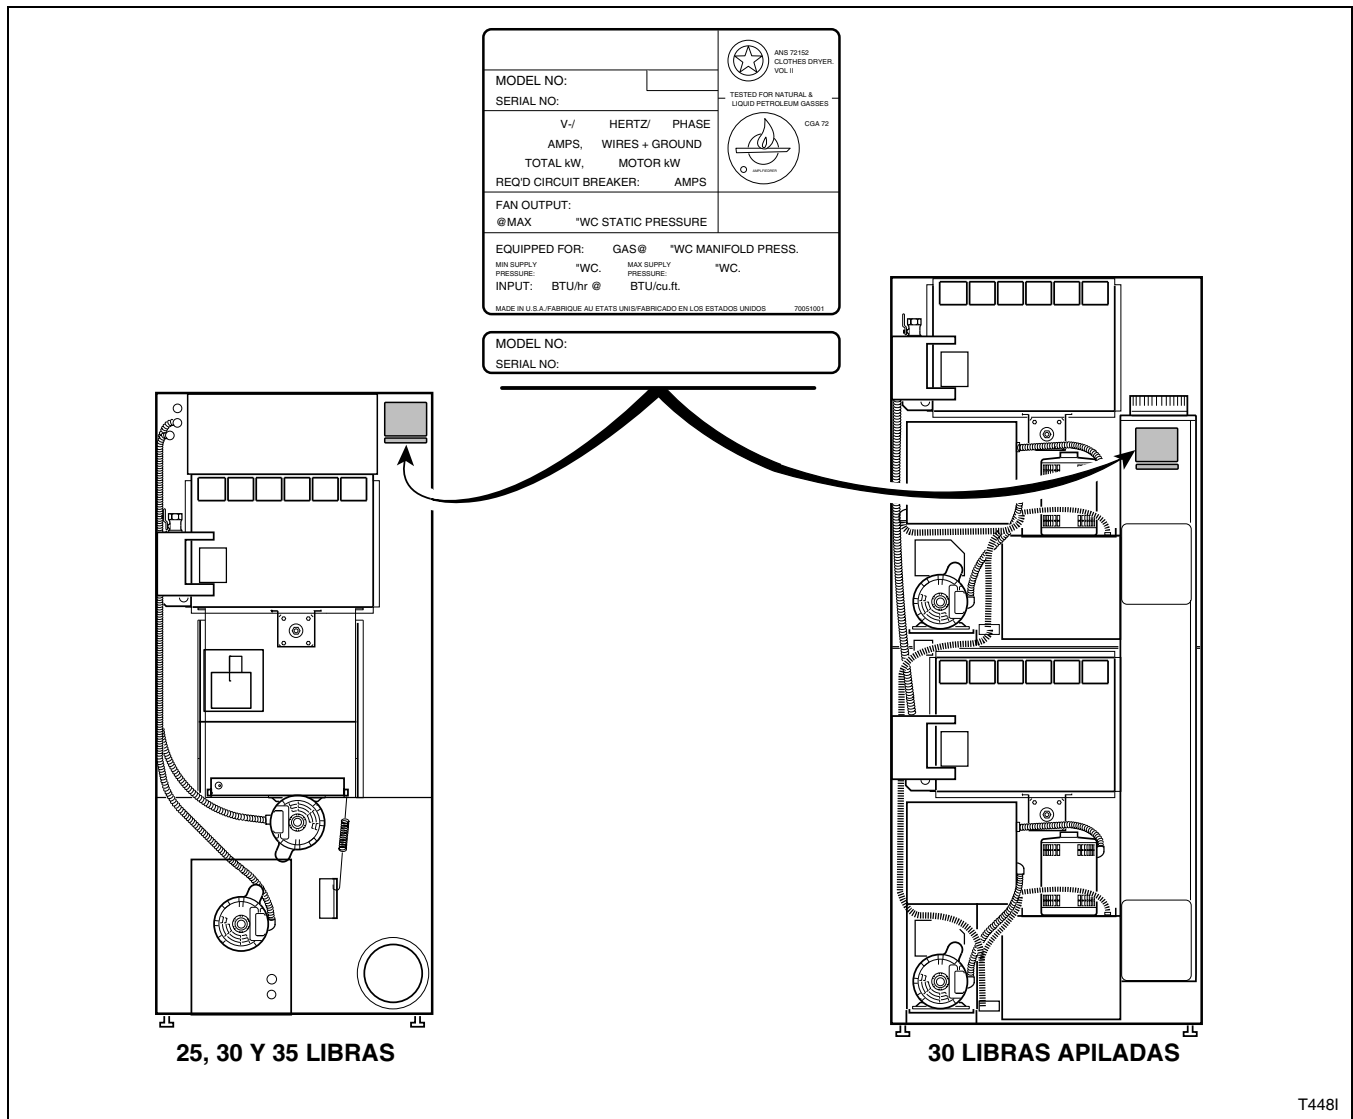 ANS 72152
CLOTHES DRYER.
VOL II
MODEL NO:
SERIAL NO:
TESTED FOR NATURAL &
LIQUID PETROLEUM GASSES
CGA 72
V-/ HERTZ/ PHASE
AMPS, WIRES + GROUND
TOTAL kW, MOTOR kW
REQ'D CIRCUIT BREAKER: AMPS
FAN OUTPUT:
@MAX "WC STATIC PRESSURE
EQUIPPED FOR: GAS@ "WC MANIFOLD PRESS.
MIN SUPPLY PRESSURE: "WC. MAX SUPPLY PRESSURE: "WC.
INPUT: BTU/hr @ BTU/cu.ft.
MADE IN U.S.A./FABRIQUE AU ETATS UNIS/FABRICADO EN LOS ESTADOS UNIDOS 70051001
MODEL NO:
SERIAL NO:
25, 30 Y 35 LIBRAS
30 LIBRAS APILADAS
T448I